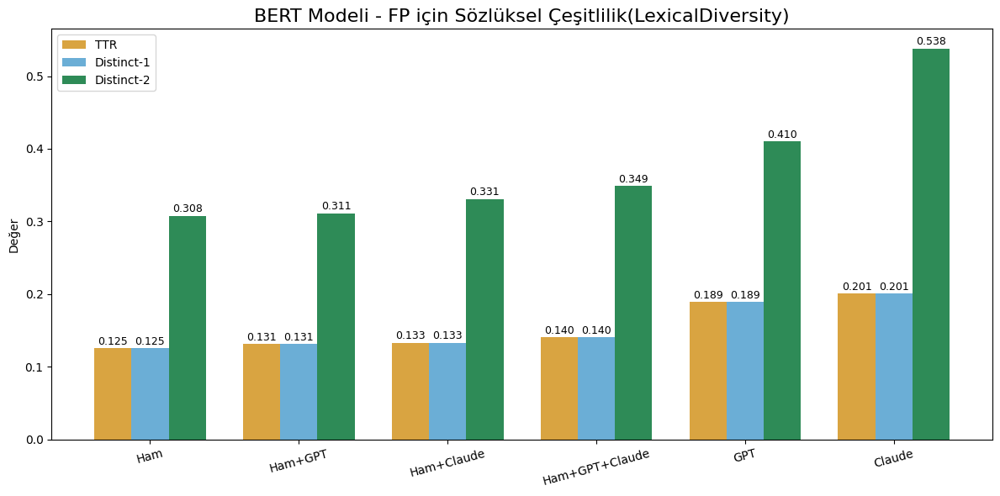 BERT Modeli - FP için Sözlüksel Çeşitlilik(LexicalDiversity)
TTR
Distinct-1
Distinct-2
Değer
0.5
0.4
0.3
0.2
0.1
0.0
0.125 0.125 0.308
0.131 0.131 0.311
0.133 0.133 0.331
0.140 0.140 0.349
0.189 0.189 0.410
0.201 0.201 0.538
Ham
Ham+GPT
Ham+Claude
Ham+GPT+Claude
GPT
Claude